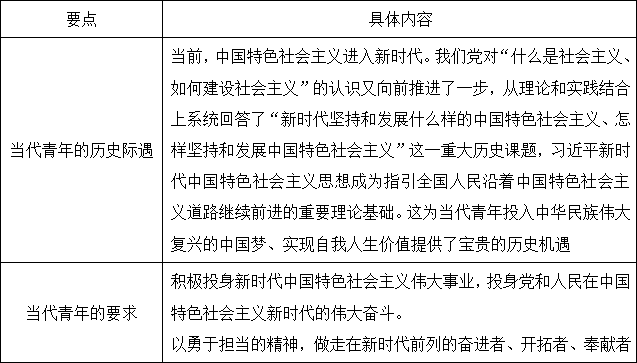 要点 具体内容
当前，中国特色社会主义进入新时代。我们党对“什么是社会主义、
如何建设社会主义”的认识又向前推进了一步，从理论和实践结合
上系统回答了“新时代坚持和发展什么样的中国特色社会主义、怎
样坚持和发展中国特色社会主义”这一重大历史课题，习近平新时
当代青年的历史际遇
代中国特色社会主义思想成为指引全国人民沿着中国特色社会主
义道路继续前进的重要理论基础。这为当代青年投入中华民族伟大
复兴的中国梦、实现自我人生价值提供了宝贵的历史机遇
积极投身新时代中国特色社会主义伟大事业，投身党和人民在中国
当代青年的要求
特色社会主义新时代的伟大奋斗。
以勇于担当的精神，做走在新时代前列的奋进者、开拓者、奉献者